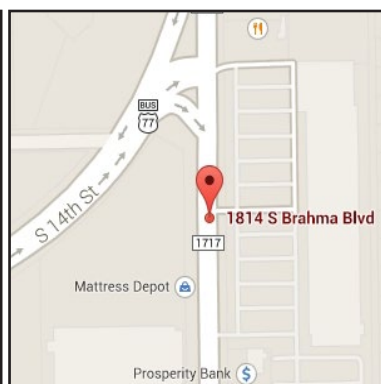 BUS
77
S 14th St
1814 S Brahma Blvd
1717
Mattress Depot
Prosperity Bank
$